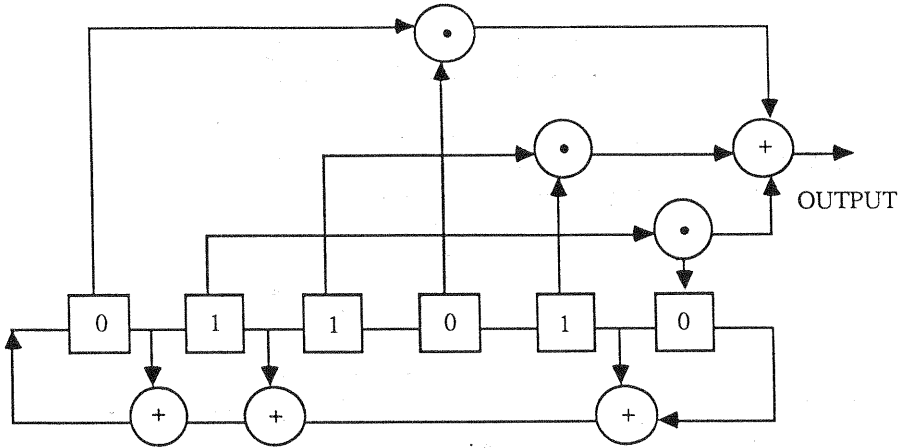 •
•
+
OUTPUT
•
0 1 1 0 1 0
+ + +